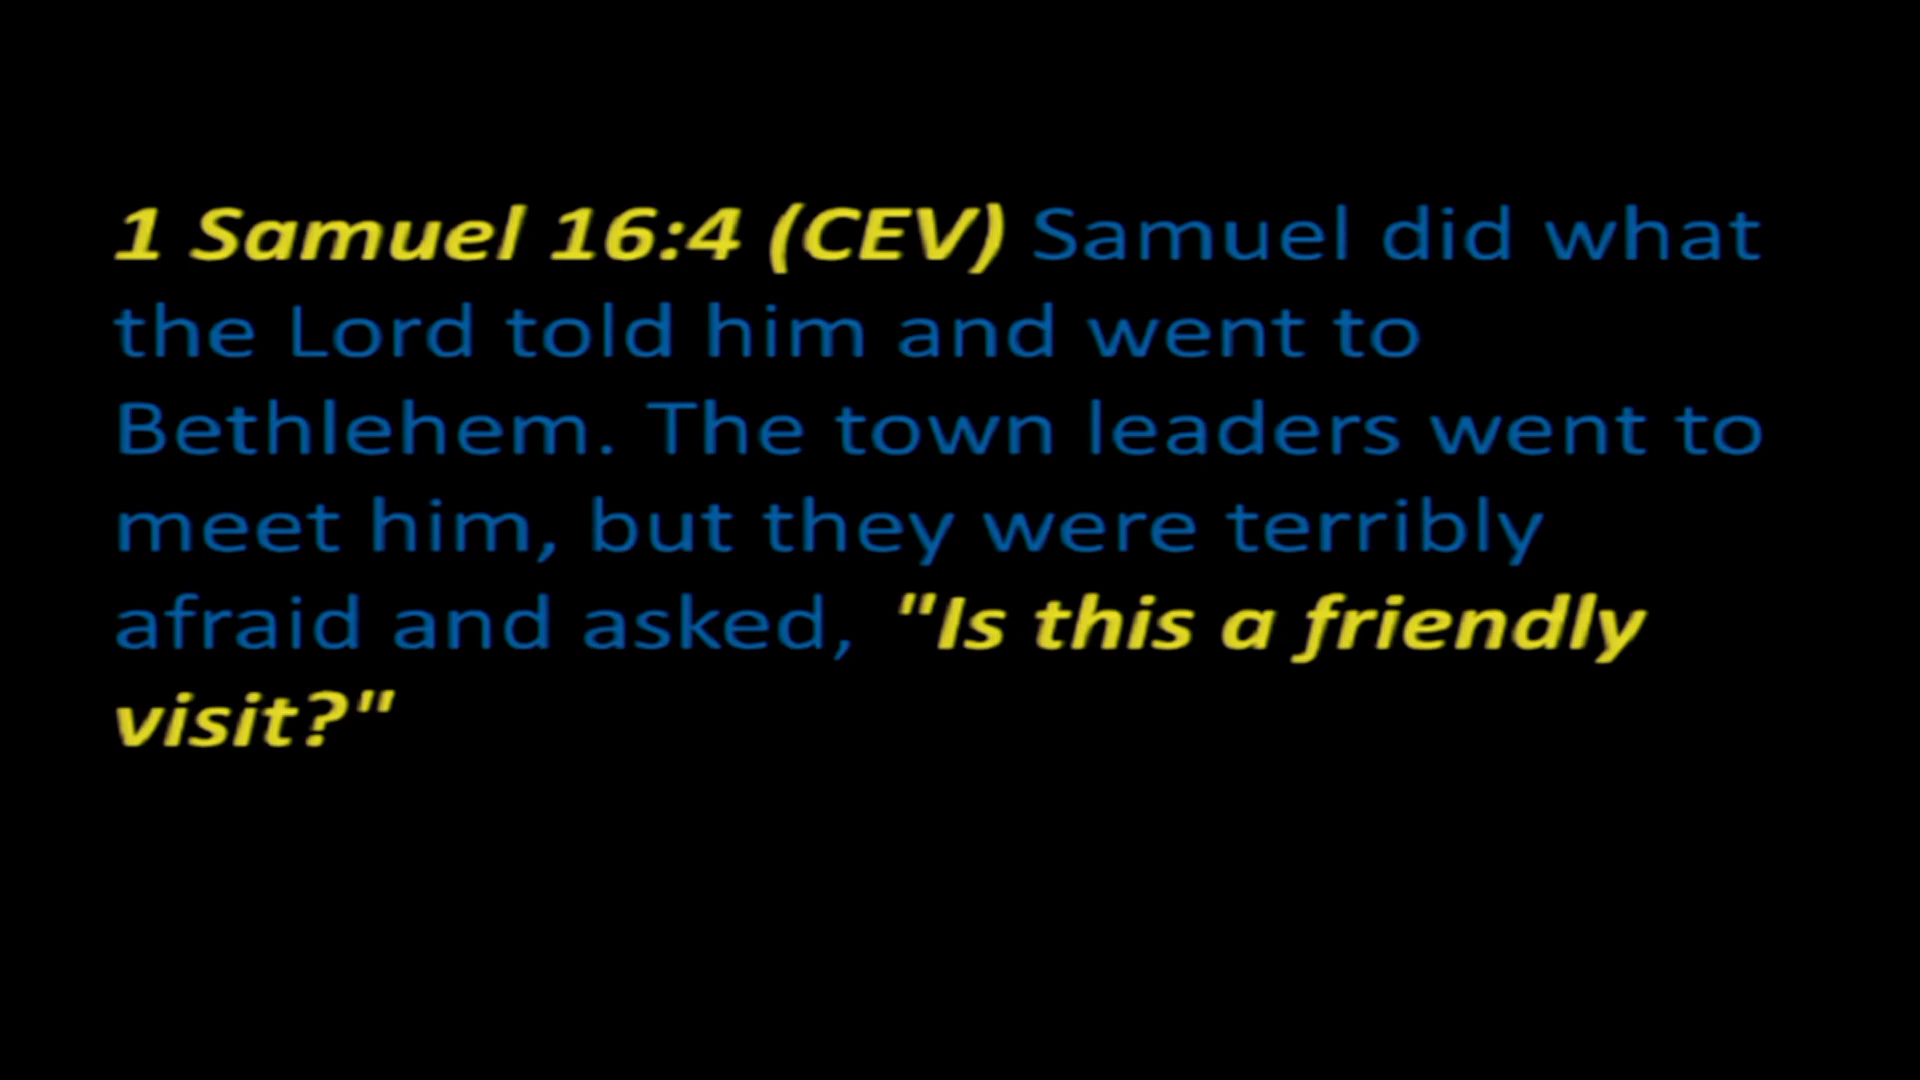 1 Samuel 16:4 (CEV) Samuel did what
the Lord told him and went to
Bethlehem. The town leaders went to
meet him, but they were terribly
afraid and asked, "Is this a friendly
visit?"